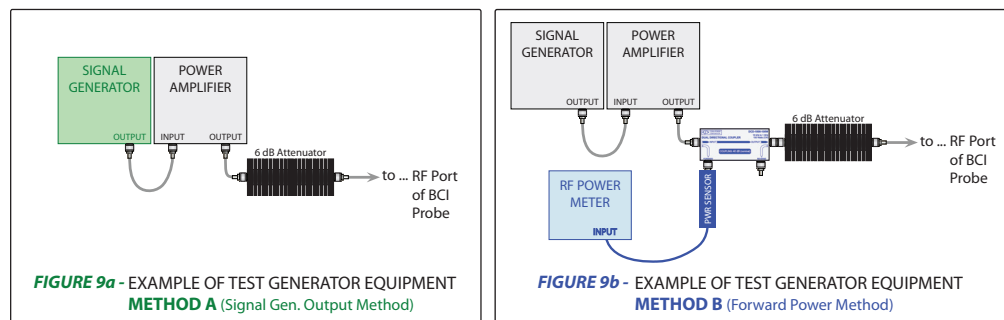 SIGNAL
GENERATOR
POWER
AMPLIFIER
OUTPUT
INPUT
OUTPUT
6 dB Attenuator
to ... RF Port
of BCI
Probe
FIGURE 9a - EXAMPLE OF TEST GENERATOR EQUIPMENT
METHOD A (Signal Gen. Output Method)
SIGNAL
GENERATOR
POWER
AMPLIFIER
OUTPUT
INPUT
OUTPUT
6 dB Attenuator
to ... RF Port
of BCI
Probe
RF POWER
METER
INPUT
PWR SENSOR
FIGURE 9b - EXAMPLE OF TEST GENERATOR EQUIPMENT
METHOD B (Forward Power Method)